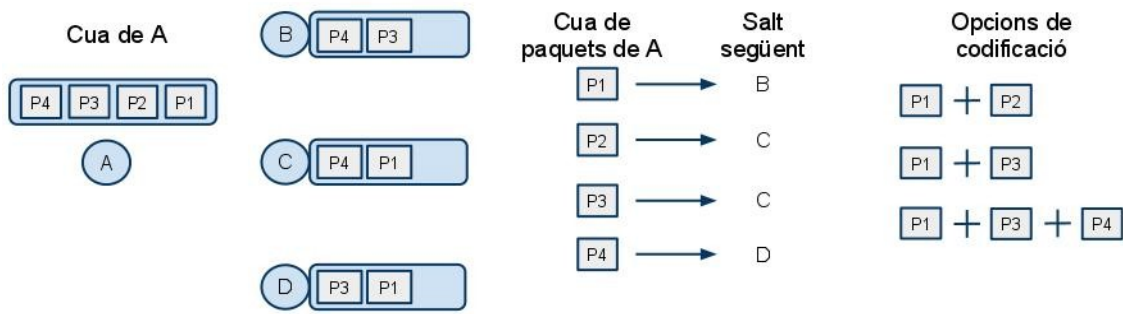 Cua de A
P4 P3 P2 P1
A
B P4 P3
C P4 P1
D P3 P1
Cua de
paquets de A
Salt
següent
P1 B
P2 C
P3 C
P4 D
Opcions de
codificació
P1 + P2
P1 + P3
P1 + P3 + P4